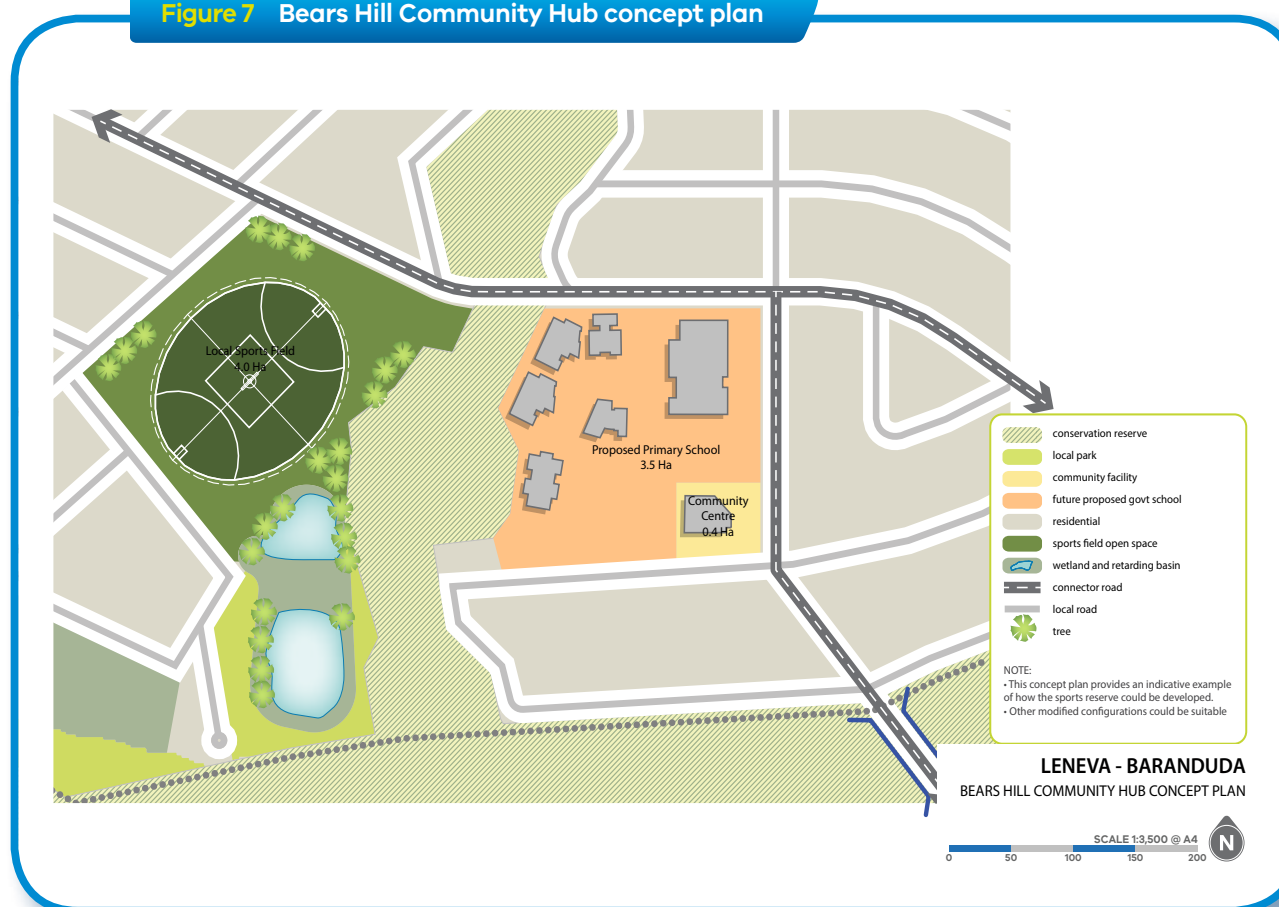 Figure 7 Bears Hill Community Hub concept plan
Local Sports Field
4.0 Ha
Proposed Primary School
3.5 Ha
Community
Centre
0.4 Ha
conservation reserve
local park
community facility
future proposed govt school
residential
sports field open space
wetland and retarding basin
connector road
local road
tree
NOTE:
• This concept plan provides an indicative example
of how the sports reserve could be developed.
• Other modified configurations could be suitable
LENEVA - BARANDUDA
BEARS HILL COMMUNITY HUB CONCEPT PLAN
SCALE 1:3,500 @ A4
0 50 100 150 200
N